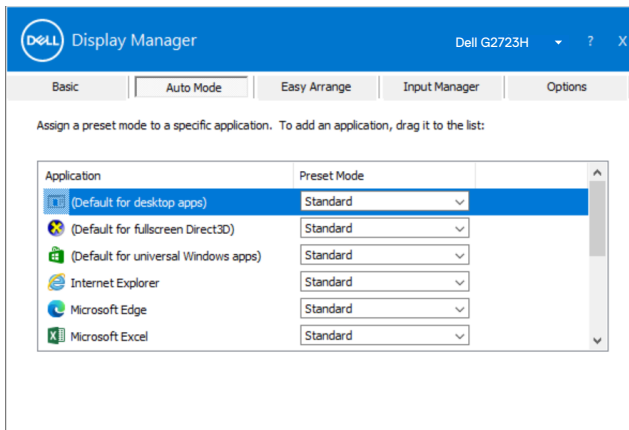 DELL Display Manager Dell G2723H ? X
Basic Auto Mode Easy Arrange Input Manager Options
Assign a preset mode to a specific application. To add an application, drag it to the list:
Application Preset Mode
(Default for desktop apps) Standard
(Default for fullscreen Direct3D) Standard
(Default for universal Windows apps) Standard
Internet Explorer Standard
Microsoft Edge Standard
Microsoft Excel Standard